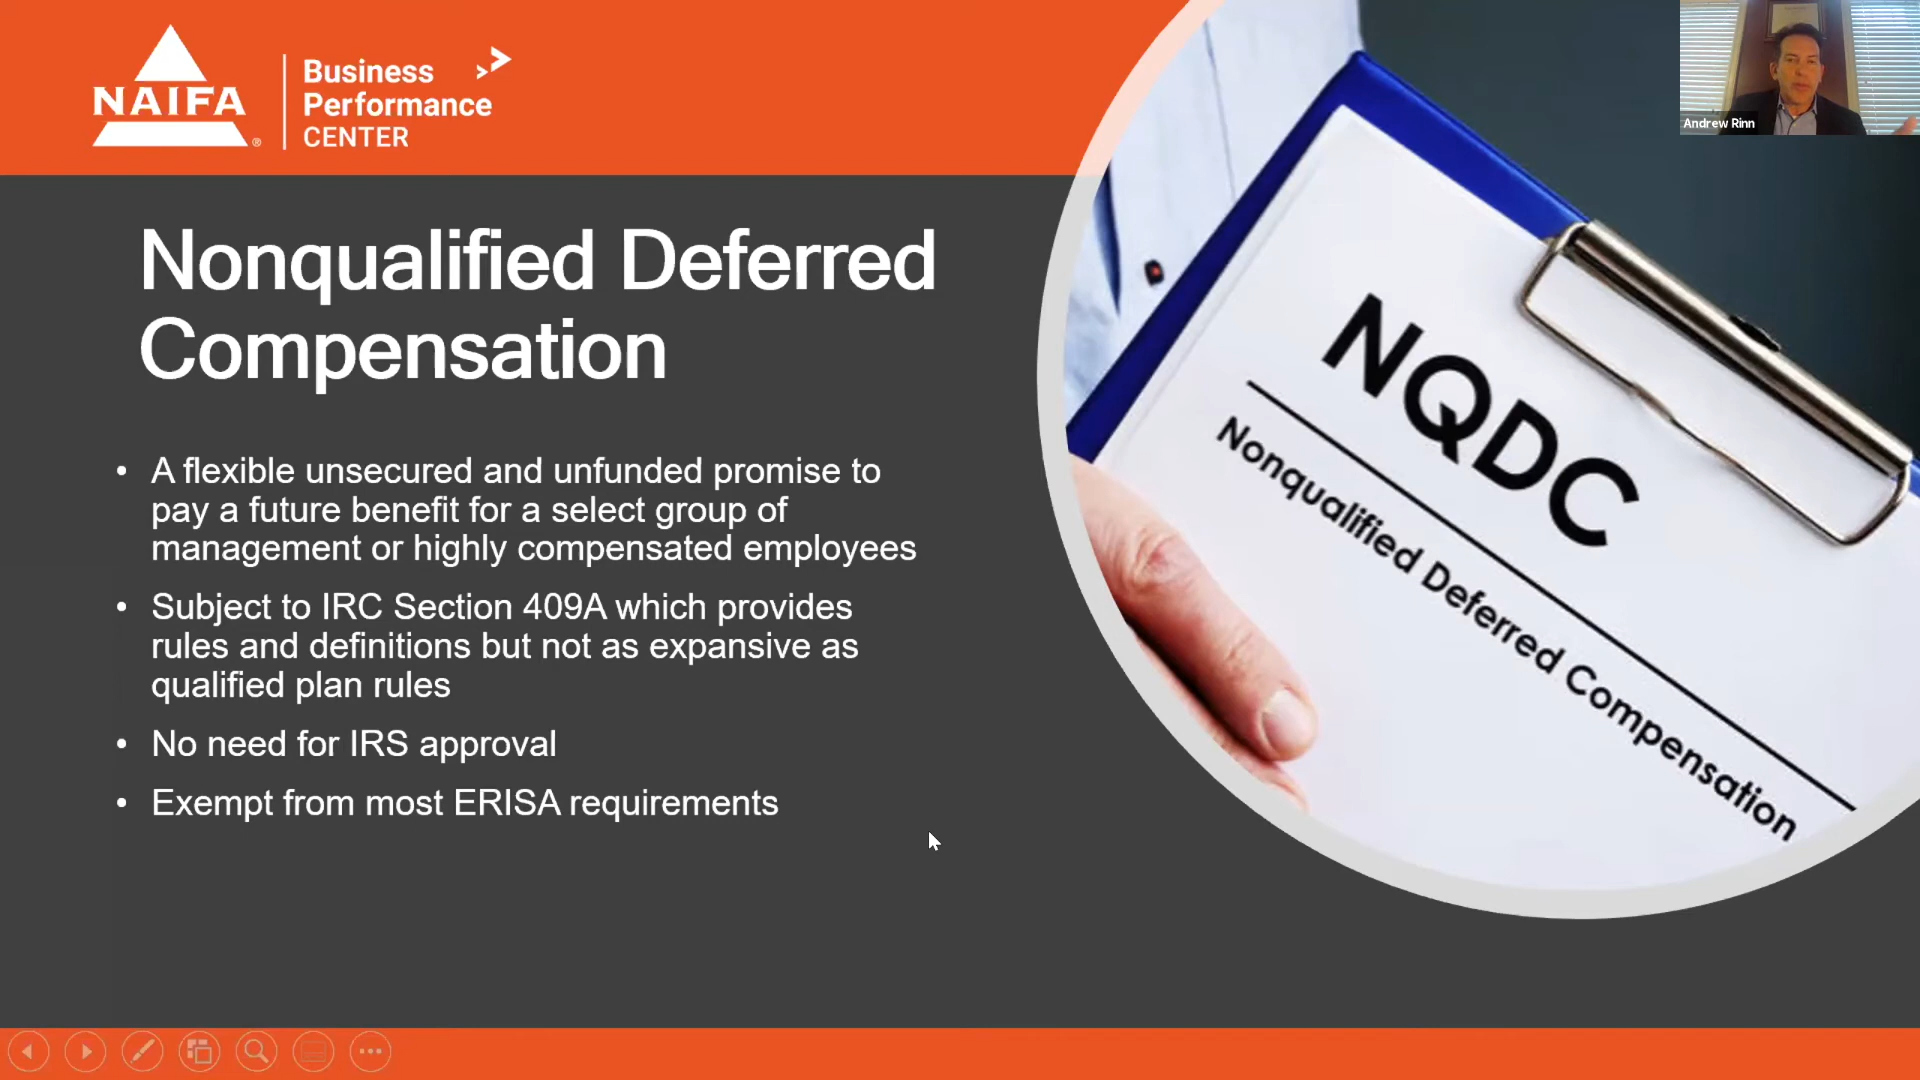 NAIFA
Business
Performance
CENTER
Andrew Rinn
Nonqualified Deferred
Compensation
• A flexible unsecured and unfunded promise to
pay a future benefit for a select group of
management or highly compensated employees
• Subject to IRC Section 409A which provides
rules and definitions but not as expansive as
qualified plan rules
• No need for IRS approval
• Exempt from most ERISA requirements
NQDC
Nonqualified Deferred Compensation